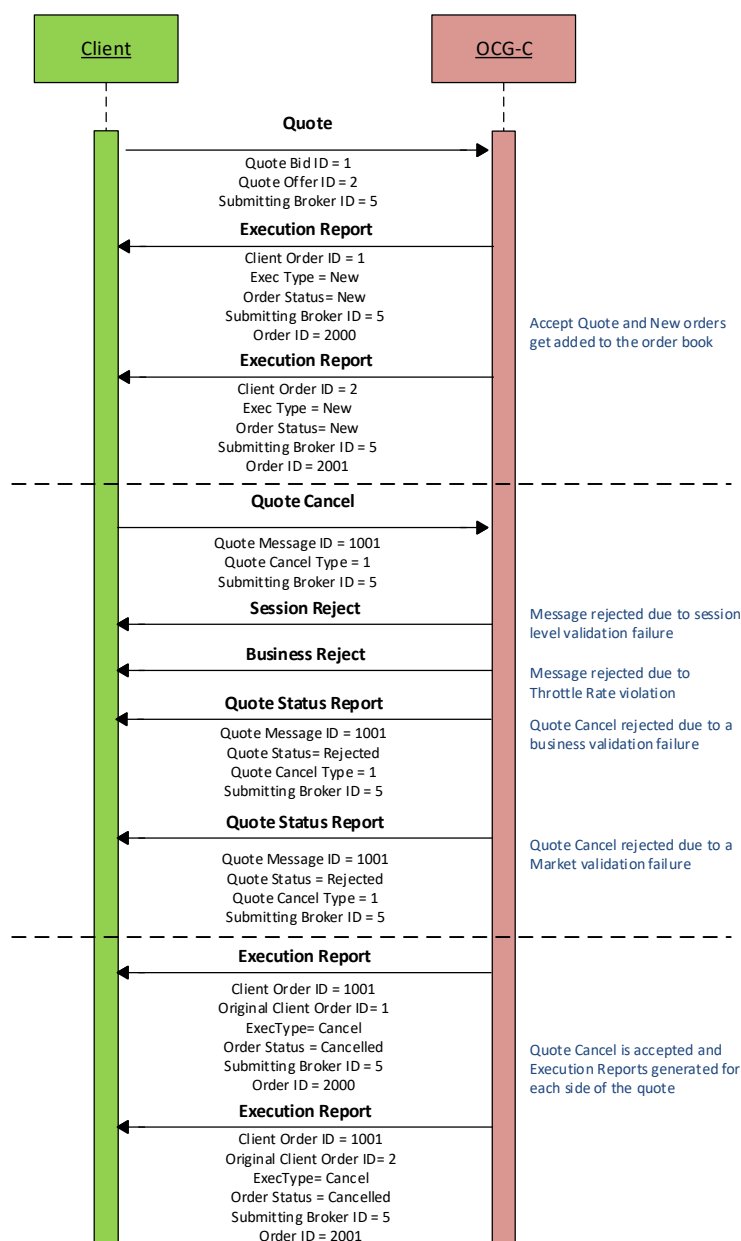 Client
OCG-C
Quote
Quote Bid ID = 1
Quote Offer ID = 2
Submitting Broker ID = 5
Execution Report
Client Order ID = 1
Exec Type = New
Order Status= New
Submitting Broker ID = 5
Order ID = 2000
Accept Quote and New orders
get added to the order book
Execution Report
Client Order ID = 2
Exec Type = New
Order Status= New
Submitting Broker ID = 5
Order ID = 2001
Quote Cancel
Quote Message ID = 1001
Quote Cancel Type = 1
Submitting Broker ID = 5
Session Reject
Message rejected due to session
level validation failure
Business Reject
Message rejected due to
Throttle Rate violation
Quote Status Report
Quote Message ID = 1001
Quote Status= Rejected
Quote Cancel Type = 1
Submitting Broker ID = 5
Quote Cancel rejected due to a
business validation failure
Quote Status Report
Quote Message ID = 1001
Quote Status = Rejected
Quote Cancel Type = 1
Submitting Broker ID = 5
Quote Cancel rejected due to a
Market validation failure
Execution Report
Client Order ID = 1001
Original Client Order ID= 1
ExecType= Cancel
Order Status = Cancelled
Submitting Broker ID = 5
Order ID = 2000
Quote Cancel is accepted and
Execution Reports generated for
each side of the quote
Execution Report
Client Order ID = 1001
Original Client Order ID= 2
ExecType= Cancel
Order Status = Cancelled
Submitting Broker ID = 5
Order ID = 2001